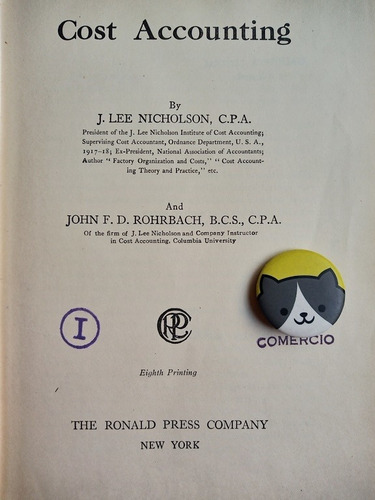 Cost Accounting
By
J. LEE NICHOLSON, C.P.A.
President of the J. Lee Nicholson Institute of Cost Accounting;
Supervising Cost Accountant, Ordnance Department, U. S. A.,
1917-18; Ex-President, National Association of Accountants;
Author "Factory Organization and Costs," "Cost Account-
ing Theory and Practice," etc.
And
JOHN F. D. ROHRBACH, B.C.S., C.P.A.
Of the firm of J. Lee Nicholson and Company Instructor
in Cost Accounting, Columbia University
I
COMERCIO
Eighth Printing
THE RONALD PRESS COMPANY
NEW YORK